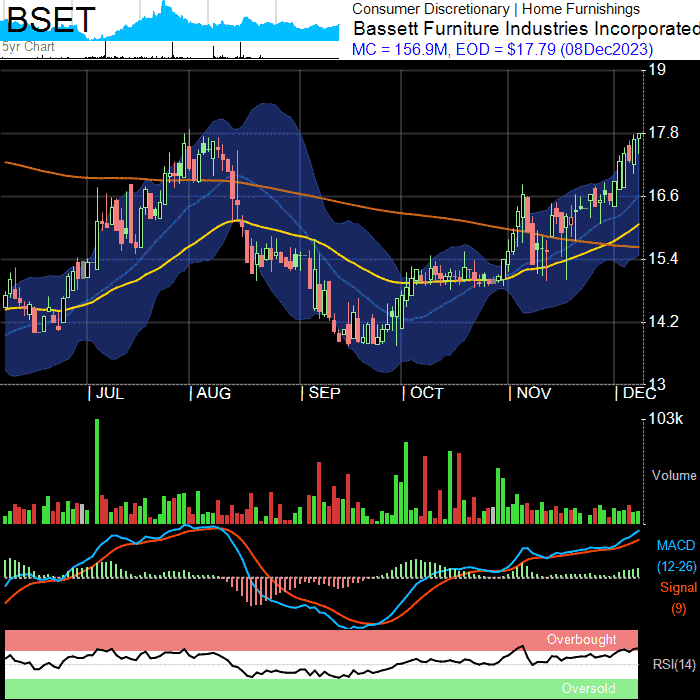 BSET
Consumer Discretionary | Home Furnishings
Bassett Furniture Industries Incorporated
MC = 156.9M, EOD = $17.79 (08Dec2023)
5yr Chart
19
17.8
16.6
15.4
14.2
13
JUL AUG SEP OCT NOV DEC
103k
Volume
MACD
(12-26)
Signal
(9)
Overbought
RSI(14)
Oversold